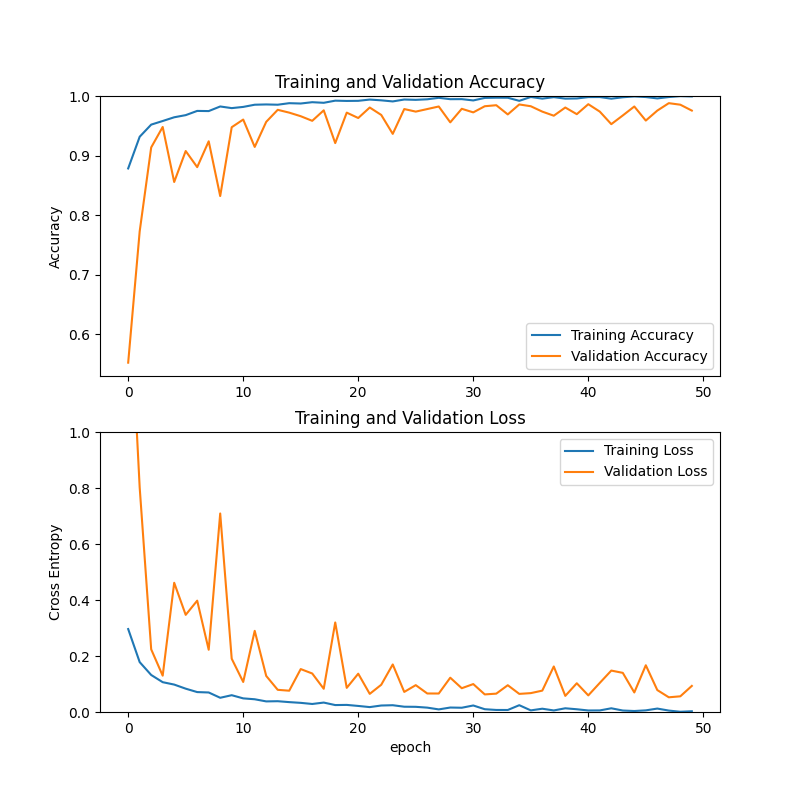 Training and Validation Accuracy
1.0
0.9
0.8
0.7
0.6
Accuracy
Training Accuracy
Validation Accuracy
0 10 20 30 40 50
Training and Validation Loss
1.0
0.8
0.6
0.4
0.2
0.0
Cross Entropy
Training Loss
Validation Loss
0 10 20 30 40 50
epoch